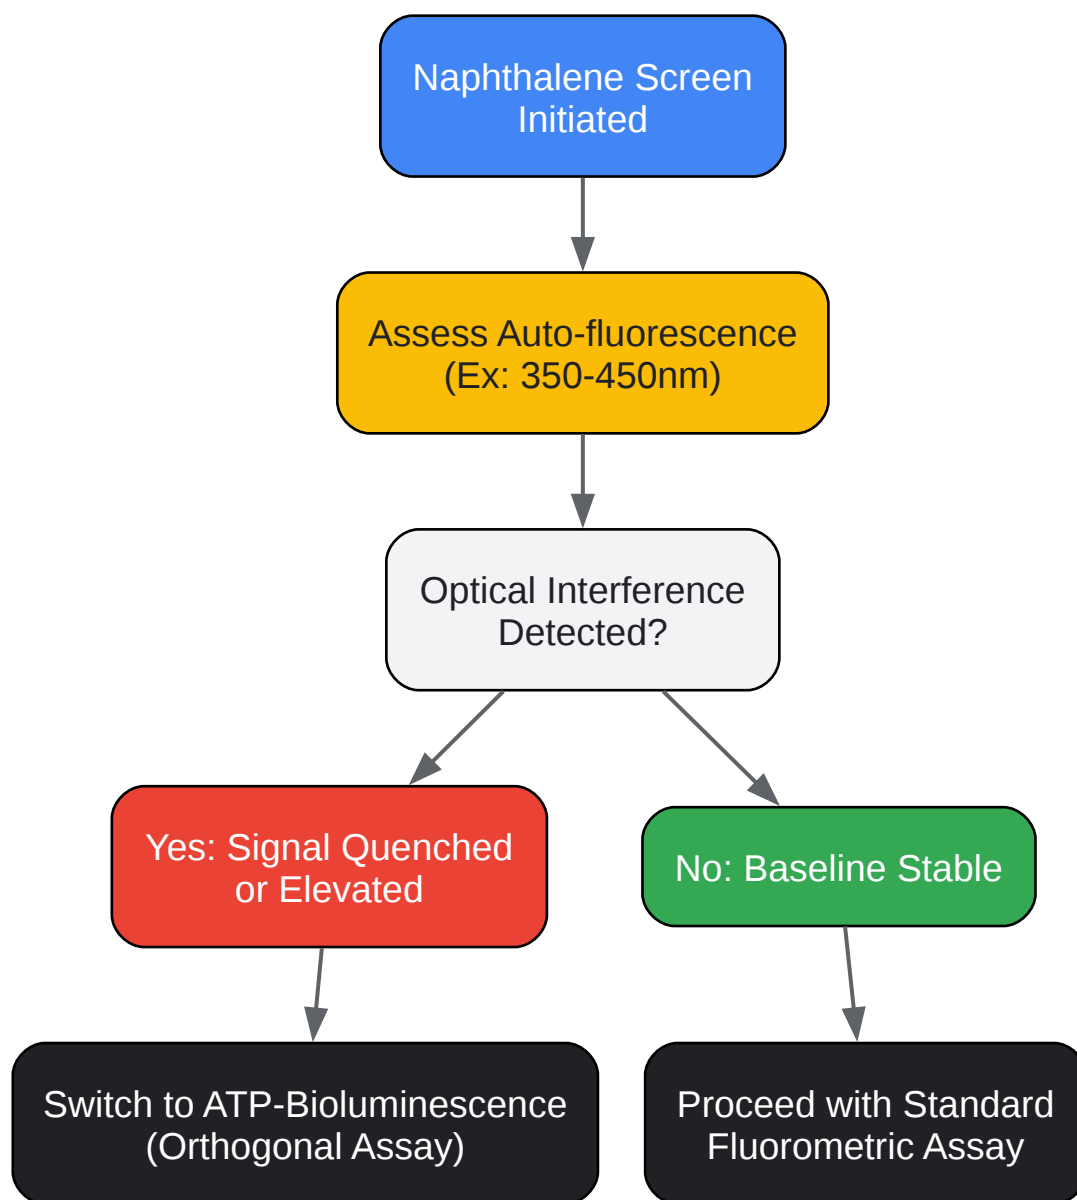 Naphthalene Screen
Initiated
Assess Auto-fluorescence
(Ex: 350-450nm)
Optical Interference
Detected?
Yes: Signal Quenched
or Elevated
No: Baseline Stable
Switch to ATP-Bioluminescence
(Orthogonal Assay)
Proceed with Standard
Fluorometric Assay